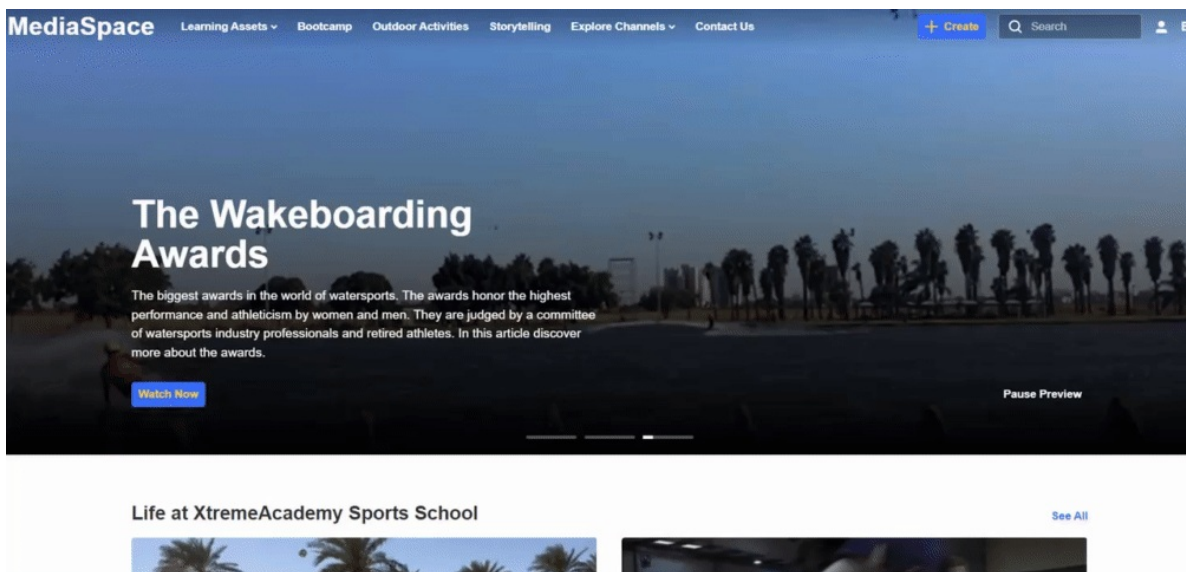 MediaSpace Learning Assets Bootcamp Outdoor Activities Storytelling Explore Channels Contact Us + Create Search
The Wakeboarding
Awards
The biggest awards in the world of watersports. The awards honor the highest
performance and athleticism by women and men. They are judged by a committee
of watersports industry professionals and retired athletes. In this article discover
more about the awards.
Watch Now Pause Preview
Life at XtremeAcademy Sports School See All